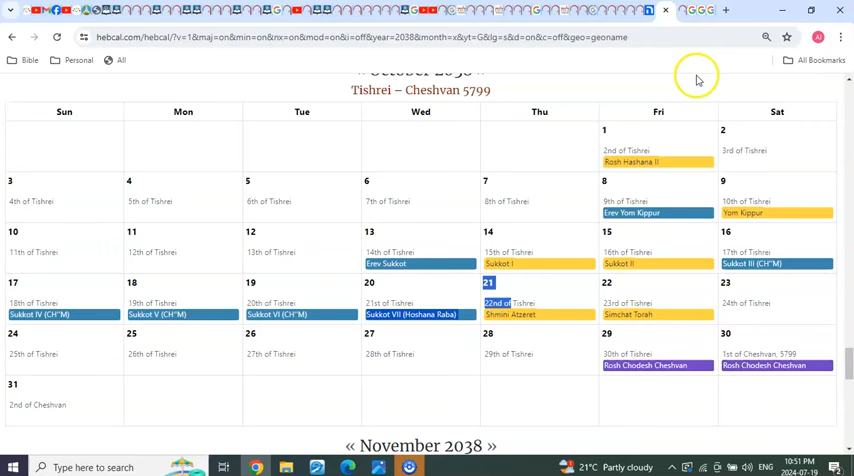 hebcal.com/hebcal/?v=1&maj=on&min=on&nx=on&mod=on&i=off&year=2038&month=x&yt=G&lg=s&d=on&c=off&geo=geoname
AI
Bible Personal All All Bookmarks
« October 2038 »
Tishrei – Cheshvan 5799
Sun Mon Tue Wed Thu Fri Sat
1 2
2nd of Tishrei 3rd of Tishrei
Rosh Hashana II
3 4 5 6 7 8 9
4th of Tishrei 5th of Tishrei 6th of Tishrei 7th of Tishrei 8th of Tishrei 9th of Tishrei 10th of Tishrei
Erev Yom Kippur Yom Kippur
10 11 12 13 14 15 16
11th of Tishrei 12th of Tishrei 13th of Tishrei 14th of Tishrei 15th of Tishrei 16th of Tishrei 17th of Tishrei
Erev Sukkot Sukkot I Sukkot II Sukkot III (CH''M)
17 18 19 20 21 22 23
18th of Tishrei 19th of Tishrei 20th of Tishrei 21st of Tishrei 22nd of Tishrei 23rd of Tishrei 24th of Tishrei
Sukkot IV (CH''M) Sukkot V (CH''M) Sukkot VI (CH''M) Sukkot VII (Hoshana Raba) Shmini Atzeret Simchat Torah
24 25 26 27 28 29 30
25th of Tishrei 26th of Tishrei 27th of Tishrei 28th of Tishrei 29th of Tishrei 30th of Tishrei 1st of Cheshvan, 5799
Rosh Chodesh Cheshvan Rosh Chodesh Cheshvan
31
2nd of Cheshvan
« November 2038 »
Type here to search 21°C Partly cloudy ENG 10:51 PM
2024-07-19